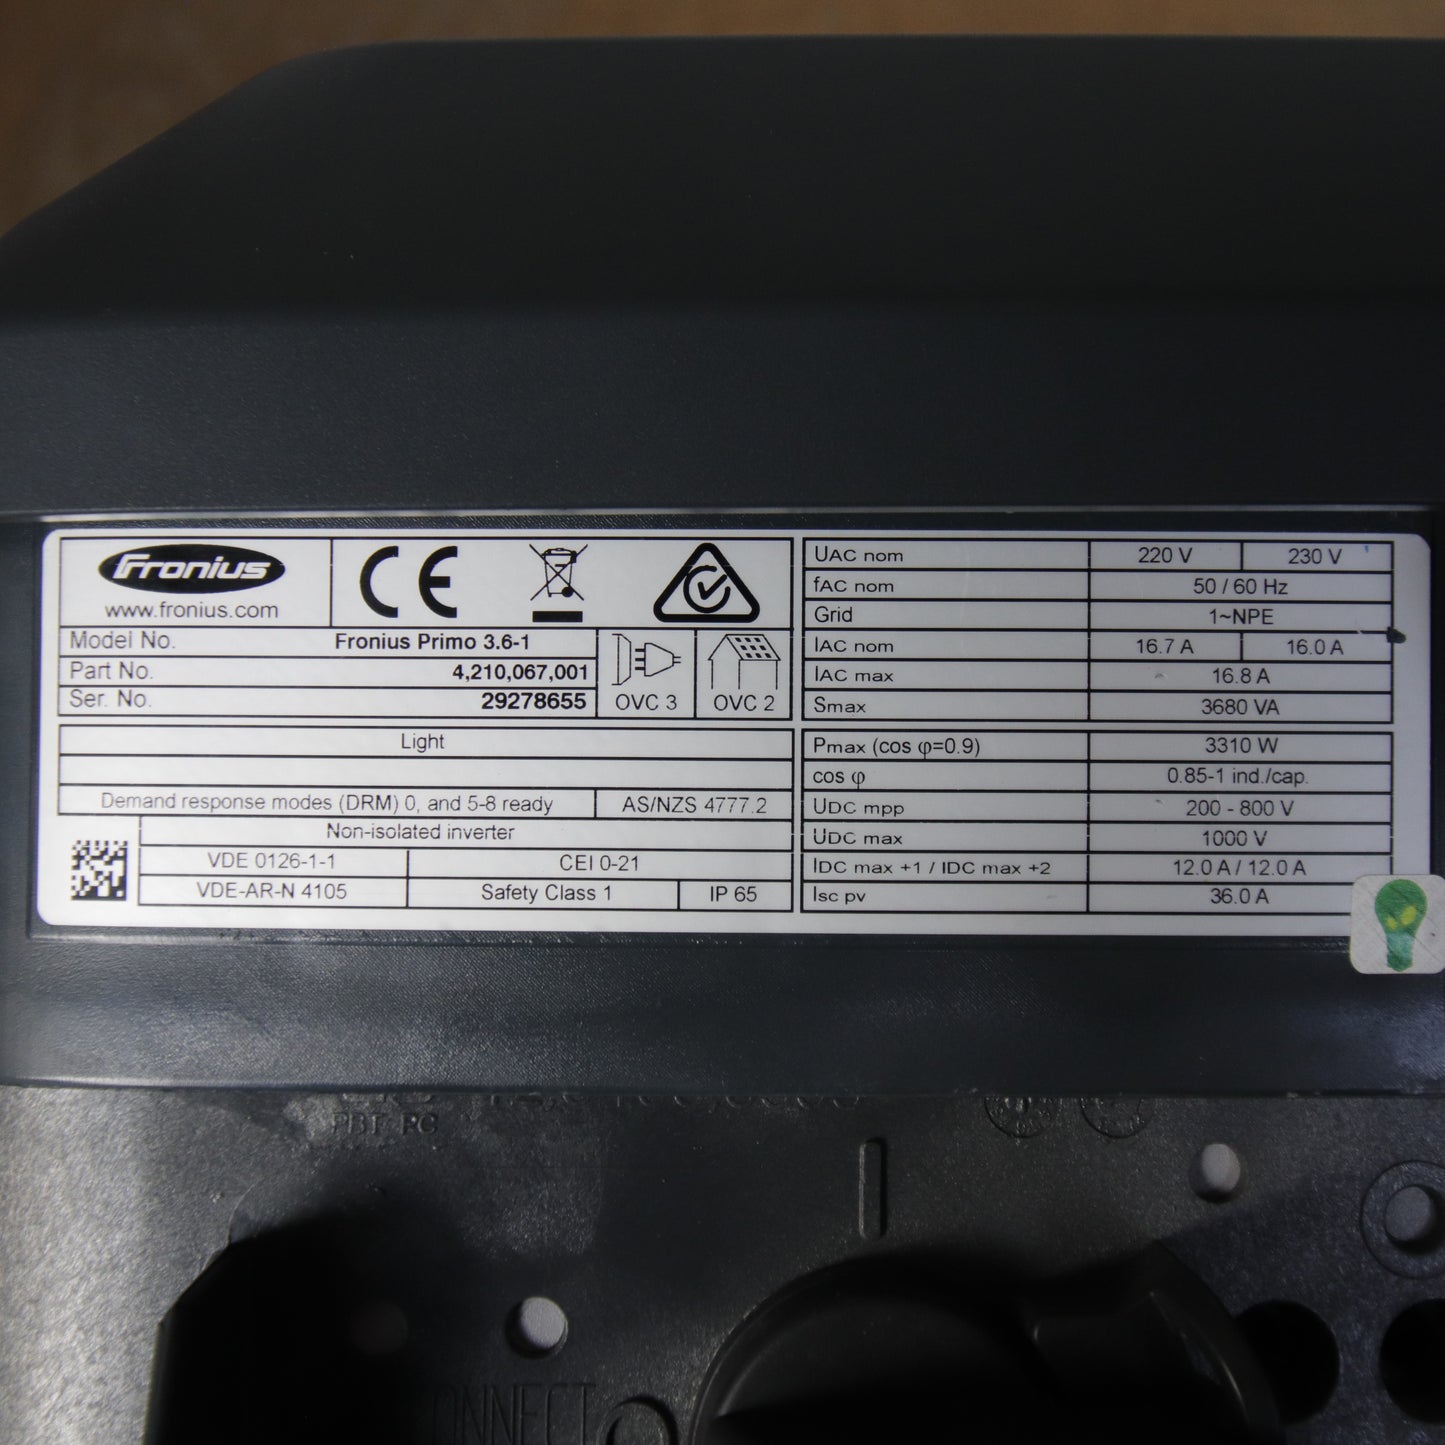 Fronius
www.fronius.com
CE
Model No. Fronius Primo 3.6-1
Part No. 4,210,067,001
Ser. No. 29278655
OVC 3
OVC 2
Light
Demand response modes (DRM) 0, and 5-8 ready AS/NZS 4777.2
Non-isolated inverter
VDE 0126-1-1 CEI 0-21
VDE-AR-N 4105 Safety Class 1 IP 65
UAC nom 220 V 230 V
fAC nom 50 / 60 Hz
Grid 1~NPE
IAC nom 16.7 A 16.0 A
IAC max 16.8 A
Smax 3680 VA
Pmax (cos φ=0.9) 3310 W
cos φ 0.85-1 ind./cap.
UDC mpp 200 - 800 V
UDC max 1000 V
IDC max +1 / IDC max +2 12.0 A / 12.0 A
Isc pv 36.0 A
PBT PC